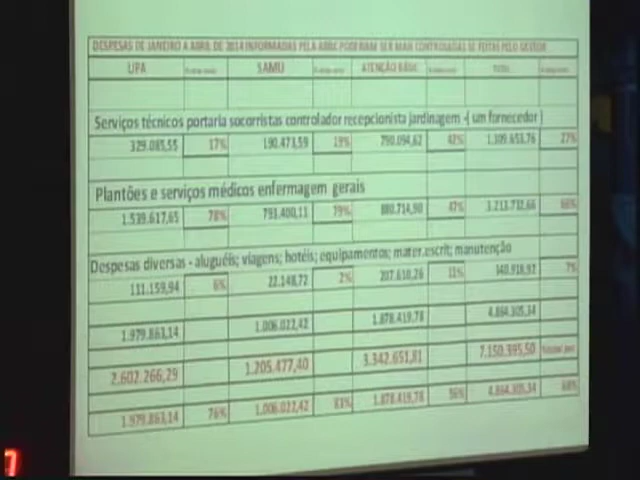 DESPESAS DE JANEIRO A ABRIL DE 2014 INFORMADAS PELA ABBC PODERIAM SER MAIS CONTROLADAS SE FEITAS PELO GESTOR
UPA SAMU ATENÇÃO BÁSIC TOTAL
Serviços técnicos portaria socorristas controlador recepcionista jardinagem -( um fornecedor )
329.085,55 17% 190.473,59 19% 790.094,62 42% 1.309.653,76 27%
Plantões e serviços médicos enfermagem gerais
1.539.617,65 78% 793.400,11 79% 880.714,90 47% 3.213.732,66 66%
Despesas diversas - aluguéis; viagens; hotéis; equipamentos; mater.escrit; manutenção
111.159,94 6% 22.148,72 2% 207.610,26 11% 340.918,92 7%
1.979.863,14 1.006.022,42 1.878.419,78 4.864.305,34
2.602.266,29 1.205.477,40 3.342.651,81 7.150.395,50
1.979.863,14 76% 1.006.022,42 83% 1.878.419,78 56% 4.864.305,34 68%